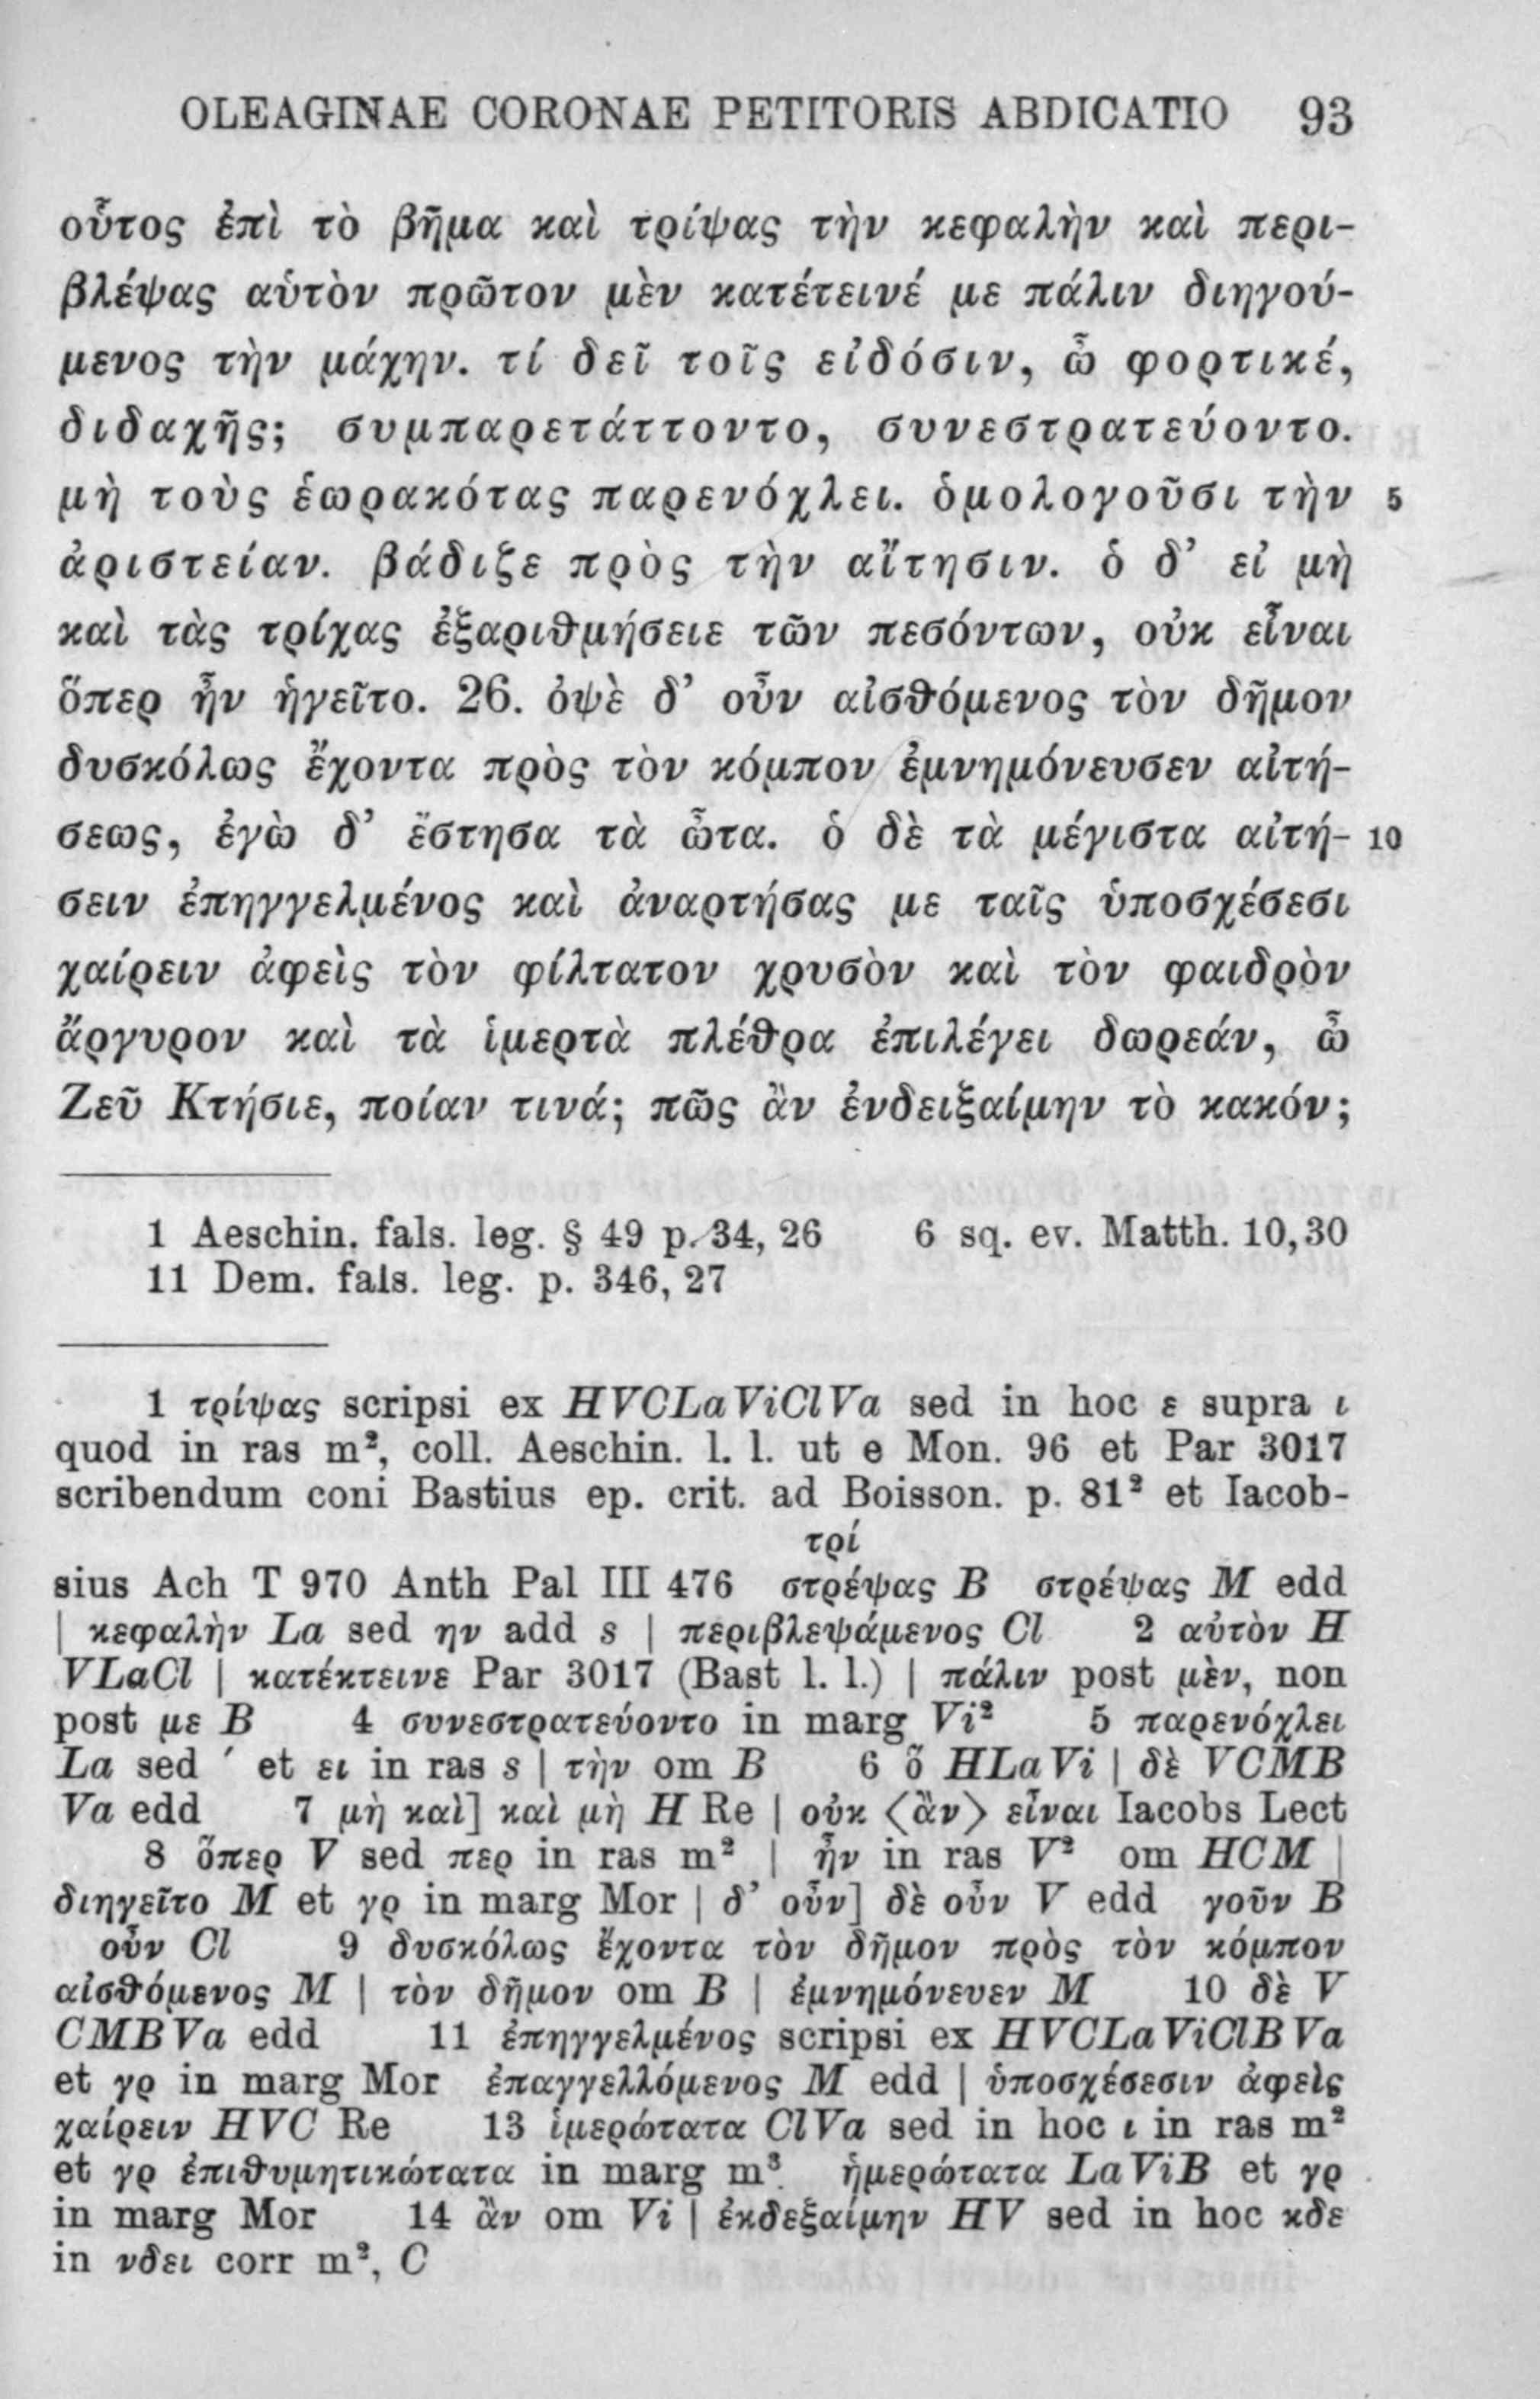 OLEAGINAE CORONAE PETITORIS ABDICATIO 93
οὗτος ἐπὶ τὸ βῆμα καὶ τρίψας τὴν κεφαλὴν καὶ περι-
βλέψας αὑτὸν πρῶτον μὲν κατέτεινέ με πάλιν διηγού-
μενος τὴν μάχην. τί δεῖ τοῖς εἰδόσιν, ὦ φορτικέ,
διδαχῆς; συμπαρετάττοντο, συνεστρατεύοντο.
μὴ τοὺς ἑωρακότας παρενόχλει. ὁμολογοῦσι τὴν 5
ἀριστείαν. βάδιζε πρὸς τὴν αἴτησιν. ὁ δ’ εἰ μὴ
καὶ τὰς τρίχας ἐξαριθμήσειε τῶν πεσόντων, οὐκ εἶναι
ὅπερ ἦν ἡγεῖτο. 26. ὀψὲ δ’ οὖν αἰσθόμενος τὸν δῆμον
δυσκόλως ἔχοντα πρὸς τὸν κόμπον ἐμνημόνευσεν αἰτή-
σεως, ἐγὼ δ’ ἔστησα τὰ ὦτα. ὁ δὲ τὰ μέγιστα αἰτή- 10
σειν ἐπηγγελμένος καὶ ἀναρτήσας με ταῖς ὑποσχέσεσι
χαίρειν ἀφεὶς τὸν φίλτατον χρυσὸν καὶ τὸν φαιδρὸν
ἄργυρον καὶ τὰ ἱμερτὰ πλέθρα ἐπιλέγει δωρεάν, ὦ
Ζεῦ Κτήσιε, ποίαν τινά; πῶς ἂν ἐνδειξαίμην τὸ κακόν;
1 Aeschin. fals. leg. § 49 p. 34, 26 6 sq. ev. Matth. 10,30
11 Dem. fals. leg. p. 346, 27
1 τρίψας scripsi ex HVCLaViClVa sed in hoc ε supra ι
quod in ras m², coll. Aeschin. l. l. ut e Mon. 96 et Par 3017
scribendum coni Bastius ep. crit. ad Boisson. p. 81² et Iacob-
τρί
sius Ach T 970 Anth Pal III 476 στρέψας B στρέψας M edd
| κεφαλὴν La sed ην add s | περιβλεψάμενος Cl 2 αὐτὸν H
VLaCl | κατέκτεινε Par 3017 (Bast l. l.) | πάλιν post μὲν, non
post με B 4 συνεστρατεύοντο in marg Vi² 5 παρενόχλει
La sed ´ et ει in ras s | τὴν om B 6 ὅ HLaVi | δὲ VCMB
Va edd 7 μὴ καὶ] καὶ μὴ H Re | οὐκ ⟨ἂν⟩ εἶναι Iacobs Lect
8 ὅπερ V sed περ in ras m² | ἦν in ras V² om HCM |
διηγεῖτο M et γρ in marg Mor | δ’ οὖν] δὲ οὖν V edd γοῦν B
οὖν Cl 9 δυσκόλως ἔχοντα τὸν δῆμον πρὸς τὸν κόμπον
αἰσθόμενος M | τὸν δῆμον om B | ἐμνημόνευεν M 10 δὲ V
CMBVa edd 11 ἐπηγγελμένος scripsi ex HVCLaViClBVa
et γρ in marg Mor ἐπαγγελλόμενος M edd | ὑποσχέσεσιν ἀφεὶς
χαίρειν HVC Re 13 ἱμερώτατα ClVa sed in hoc ι in ras m²
et γρ ἐπιθυμητικώτατα in marg m³. ἡμερώτατα LaViB et γρ
in marg Mor 14 ἂν om Vi | ἐκδεξαίμην HV sed in hoc κδε
in νδει corr m², C